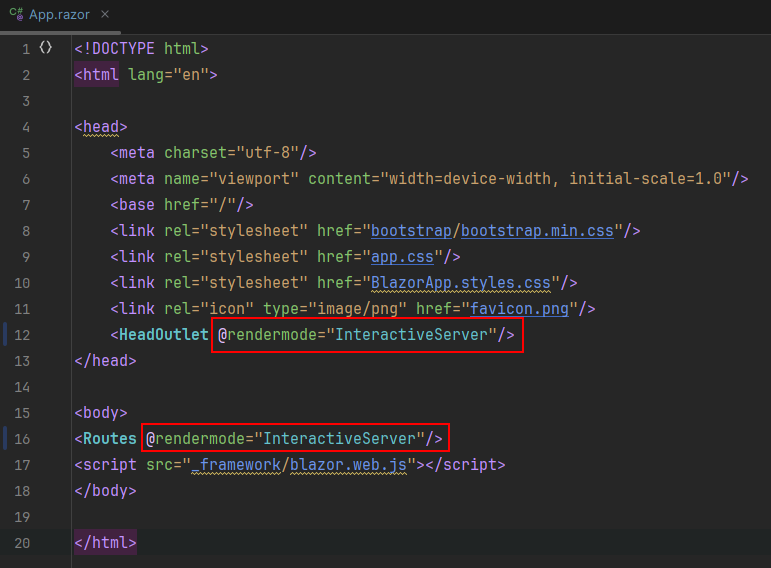 C# @ App.razor ×
1 <!DOCTYPE html>
2 <html lang="en">
3
4 <head>
5     <meta charset="utf-8"/>
6     <meta name="viewport" content="width=device-width, initial-scale=1.0"/>
7     <base href="/"/>
8     <link rel="stylesheet" href="bootstrap/bootstrap.min.css"/>
9     <link rel="stylesheet" href="app.css"/>
10     <link rel="stylesheet" href="BlazorApp.styles.css"/>
11     <link rel="icon" type="image/png" href="favicon.png"/>
12     <HeadOutlet @rendermode="InteractiveServer"/>
13 </head>
14
15 <body>
16 <Routes @rendermode="InteractiveServer"/>
17 <script src="_framework/blazor.web.js"></script>
18 </body>
19
20 </html>